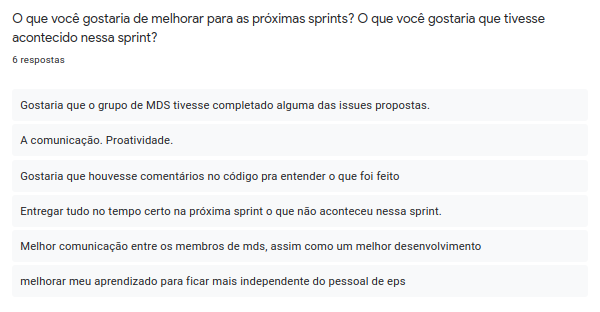 O que você gostaria de melhorar para as próximas sprints? O que você gostaria que tivesse
acontecido nessa sprint?
6 respostas
Gostaria que o grupo de MDS tivesse completado alguma das issues propostas.
A comunicação. Proatividade.
Gostaria que houvesse comentários no código pra entender o que foi feito
Entregar tudo no tempo certo na próxima sprint o que não aconteceu nessa sprint.
Melhor comunicação entre os membros de mds, assim como um melhor desenvolvimento
melhorar meu aprendizado para ficar mais independente do pessoal de eps